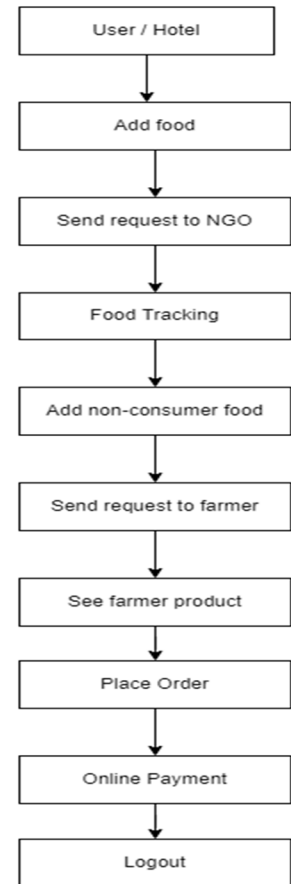 User / Hotel
Add food
Send request to NGO
Food Tracking
Add non-consumer food
Send request to farmer
See farmer product
Place Order
Online Payment
Logout